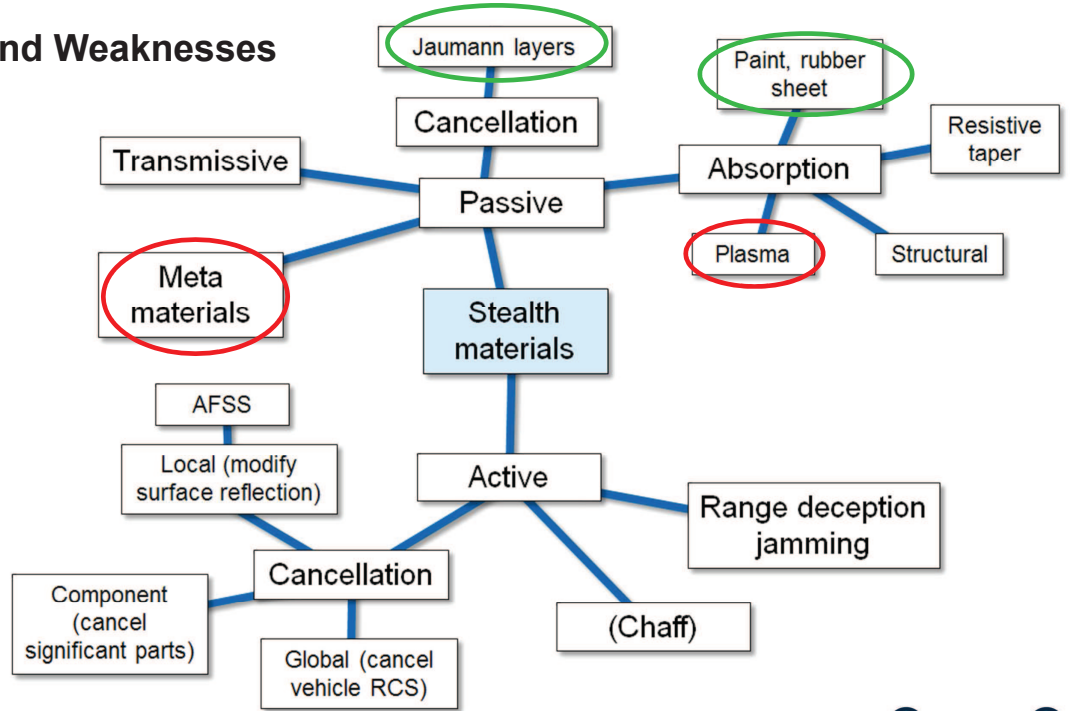 nd Weaknesses
Jaumann layers
Paint, rubber
sheet
Cancellation
Resistive
taper
Transmissive
Absorption
Passive
Plasma
Structural
Meta
materials
Stealth
materials
AFSS
Local (modify
surface reflection)
Active
Range deception
jamming
Cancellation
Component
(cancel
significant parts)
(Chaff)
Global (cancel
vehicle RCS)